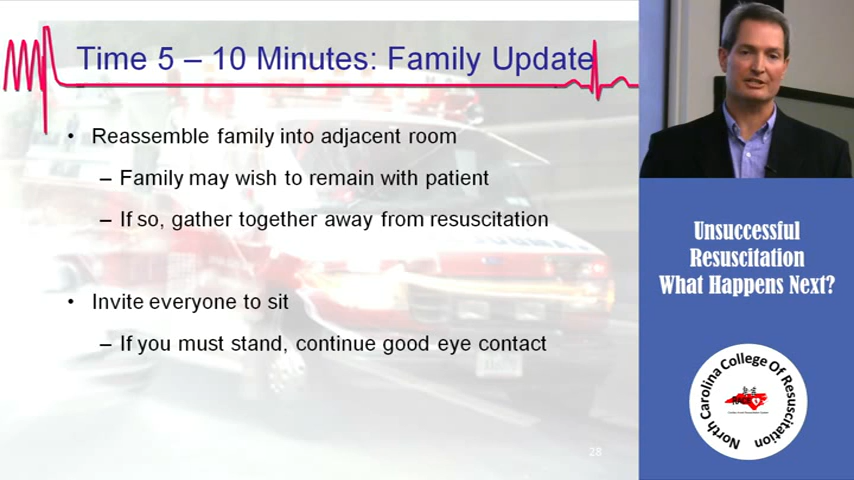 Time 5 – 10 Minutes: Family Update
• Reassemble family into adjacent room
– Family may wish to remain with patient
– If so, gather together away from resuscitation
• Invite everyone to sit
– If you must stand, continue good eye contact
28
Unsuccessful
Resuscitation
What Happens Next?
North Carolina College Of Resuscitation